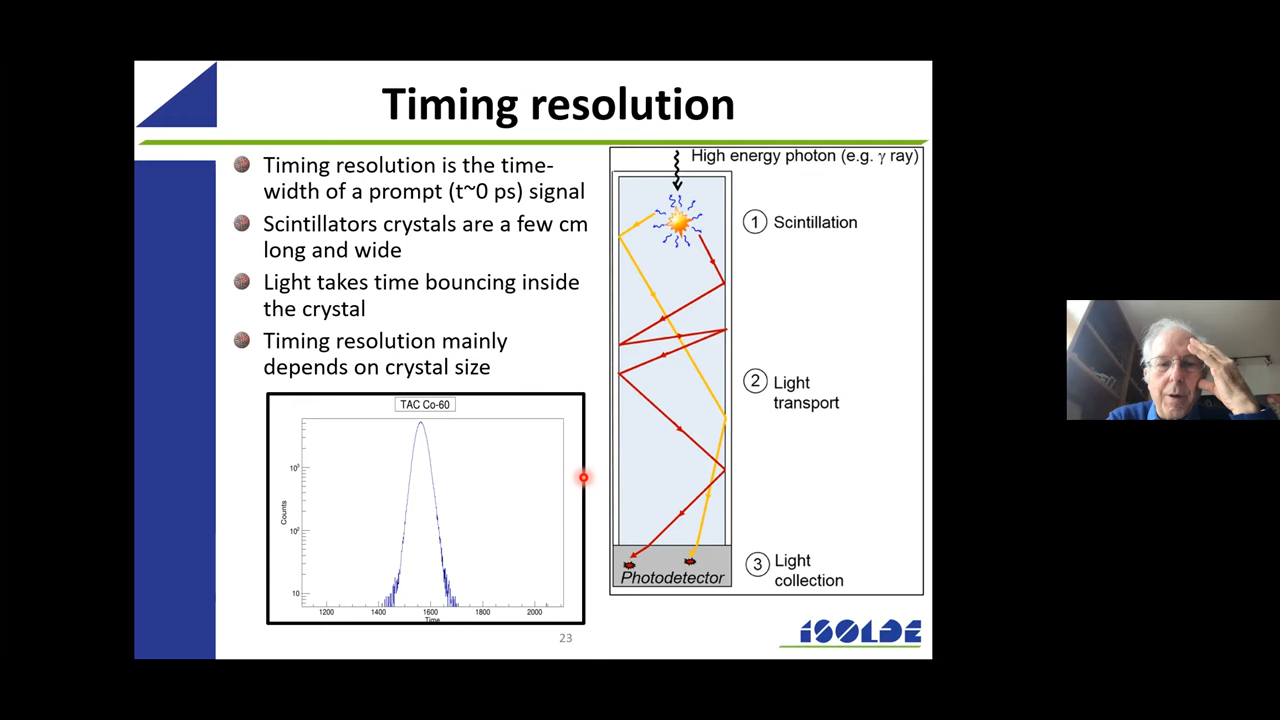 Timing resolution
Timing resolution is the time-
width of a prompt (t~0 ps) signal
Scintillators crystals are a few cm
long and wide
Light takes time bouncing inside
the crystal
Timing resolution mainly
depends on crystal size
TAC Co-60
Counts
10³
10²
10
1200 1400 1600 1800 2000
Time
High energy photon (e.g. γ ray)
1 Scintillation
2 Light
transport
3 Light
collection
Photodetector
23
ISOLDE